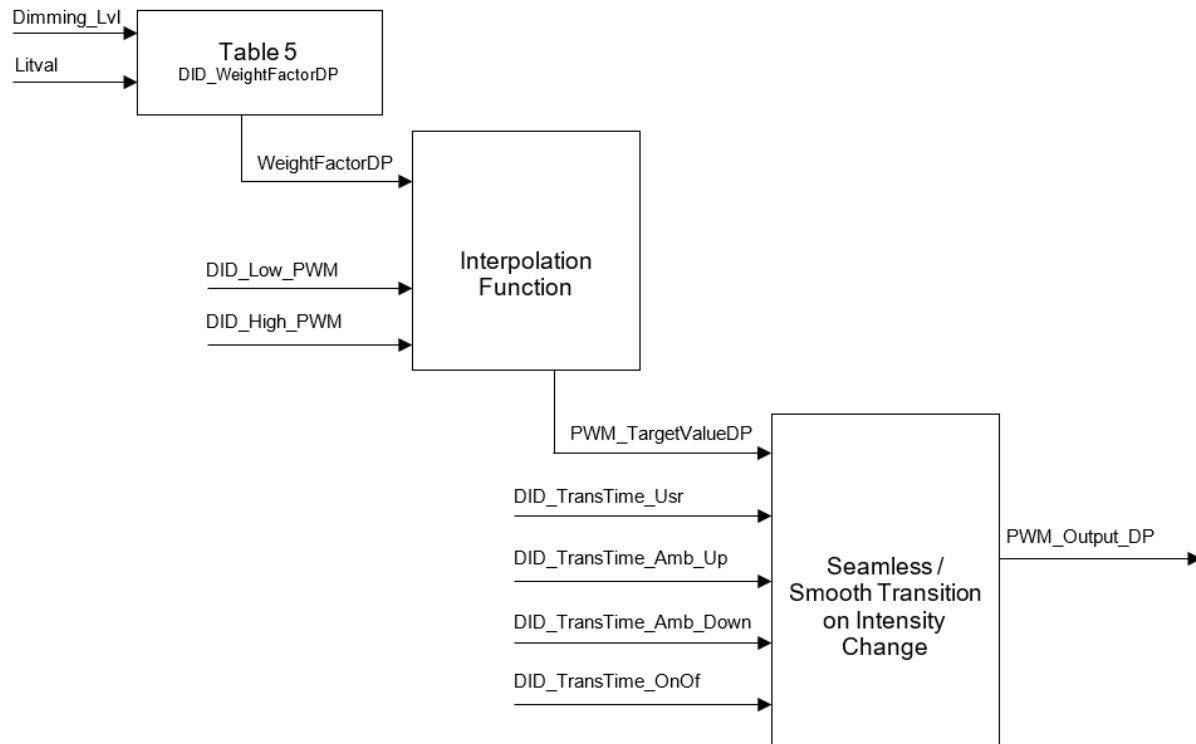 Dimming_Lvl
Litval
Table 5
DID_WeightFactorDP
WeightFactorDP
DID_Low_PWM
DID_High_PWM
Interpolation
Function
PWM_TargetValueDP
DID_TransTime_Usr
DID_TransTime_Amb_Up
DID_TransTime_Amb_Down
DID_TransTime_OnOf
Seamless /
Smooth Transition
on Intensity
Change
PWM_Output_DP